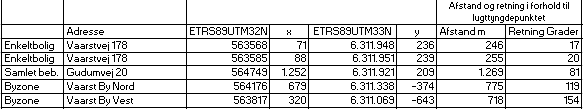 Afstand og retning i forhold til
lugttyngdepunktet
Adresse ETRS89UTM32N x ETRS89UTM33N y Afstand m Retning Grader
Enkeltbolig Vaarstvej 178 563568 71 6.311.948 236 246 17
Enkeltbolig Vaarstvej 178 563585 88 6.311.951 239 255 20
Samlet beb. Gudumvej 20 564749 1.252 6.311.921 209 1.269 81
Byzone Vaarst By Nord 564176 679 6.311.338 -374 775 119
Byzone Vaarst By Vest 563817 320 6.311.069 -643 718 154